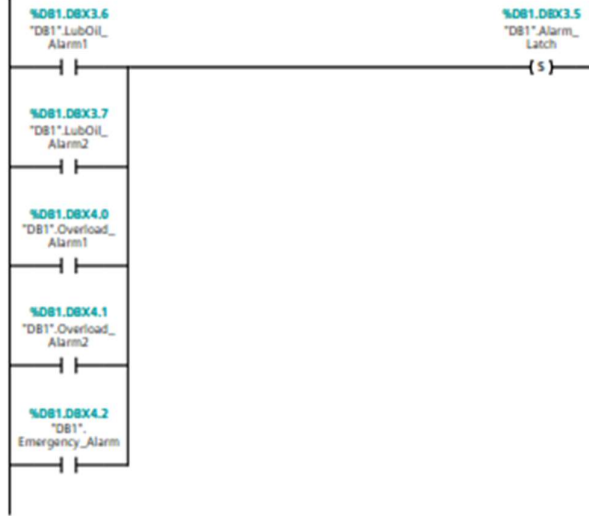 %DB1.DBX3.6
"DB1".LubOil_
Alarm1
%DB1.DBX3.5
"DB1".Alarm_
Latch
S
%DB1.DBX3.7
"DB1".LubOil_
Alarm2
%DB1.DBX4.0
"DB1".Overload_
Alarm1
%DB1.DBX4.1
"DB1".Overload_
Alarm2
%DB1.DBX4.2
"DB1".
Emergency_Alarm